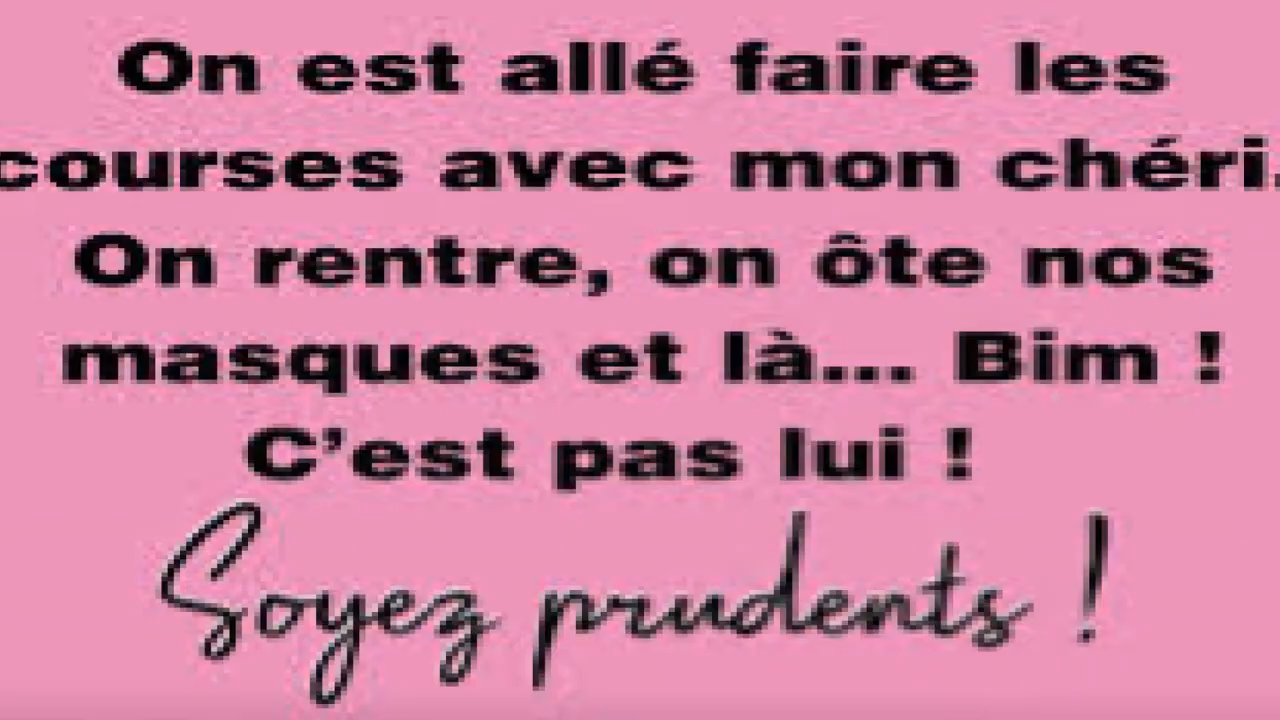 On est allé faire les
courses avec mon chéri.
On rentre, on ôte nos
masques et là... Bim !
C’est pas lui !
Soyez prudents !